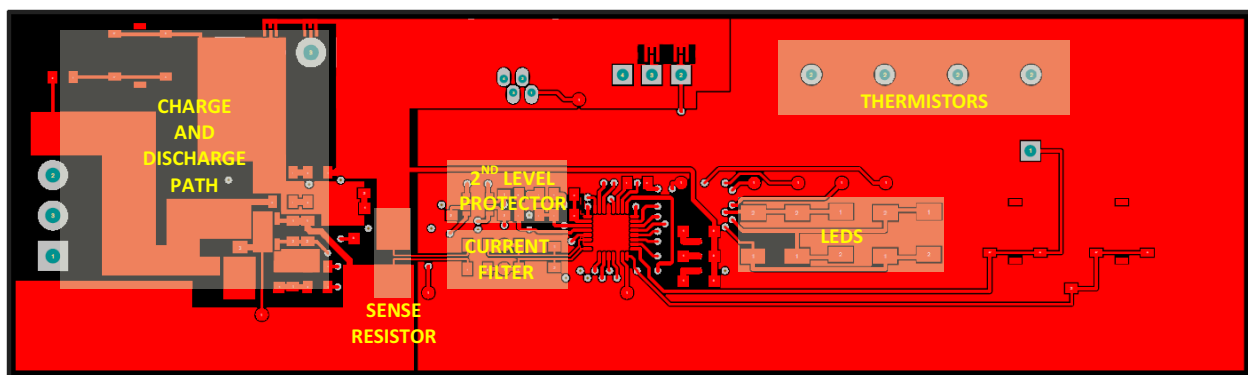 CHARGE
AND
DISCHARGE
PATH
2ND LEVEL
PROTECTOR
CURRENT
FILTER
SENSE
RESISTOR
THERMISTORS
LEDS